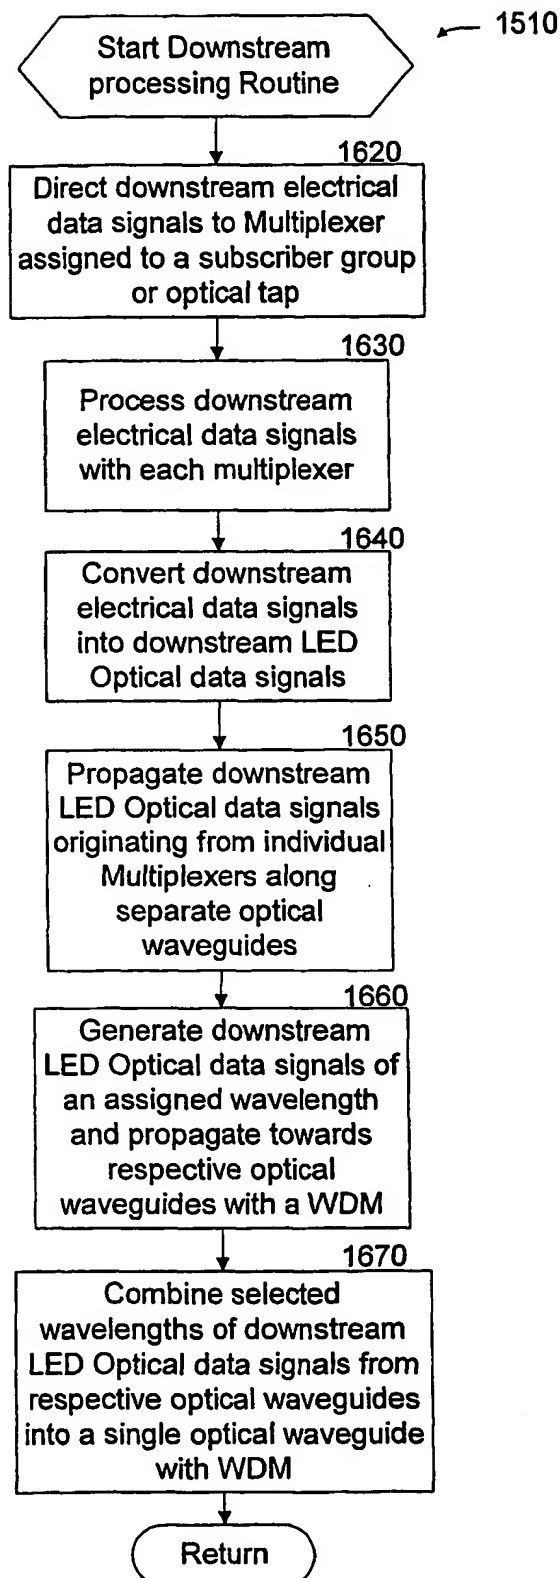 1510
Start Downstream
processing Routine
1620
Direct downstream electrical
data signals to Multiplexer
assigned to a subscriber group
or optical tap
1630
Process downstream
electrical data signals
with each multiplexer
1640
Convert downstream
electrical data signals
into downstream LED
Optical data signals
1650
Propagate downstream
LED Optical data signals
originating from individual
Multiplexers along
separate optical
waveguides
1660
Generate downstream
LED Optical data signals of
an assigned wavelength
and propagate towards
respective optical
waveguides with a WDM
1670
Combine selected
wavelengths of downstream
LED Optical data signals from
respective optical waveguides
into a single optical waveguide
with WDM
Return